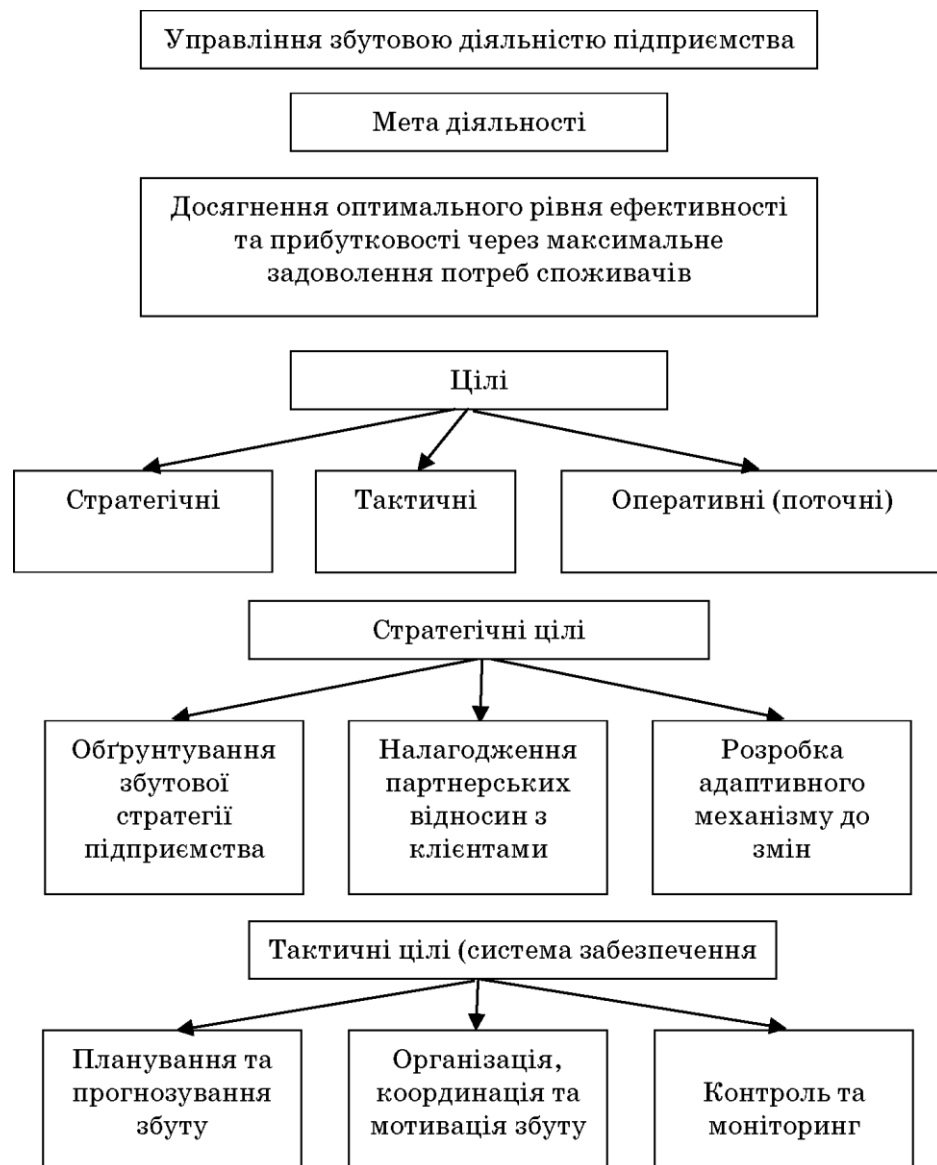 Управління збутовою діяльністю підприємства
Мета діяльності
Досягнення оптимального рівня ефективності
та прибутковості через максимальне
задоволення потреб споживачів
Цілі
Стратегічні
Тактичні
Оперативні (поточні)
Стратегічні цілі
Обґрунтування
збутової
стратегії
підприємства
Налагодження
партнерських
відносин з
клієнтами
Розробка
адаптивного
механізму до
змін
Тактичні цілі (система забезпечення
Планування та
прогнозування
збуту
Організація,
координація та
мотивація збуту
Контроль та
моніторинг